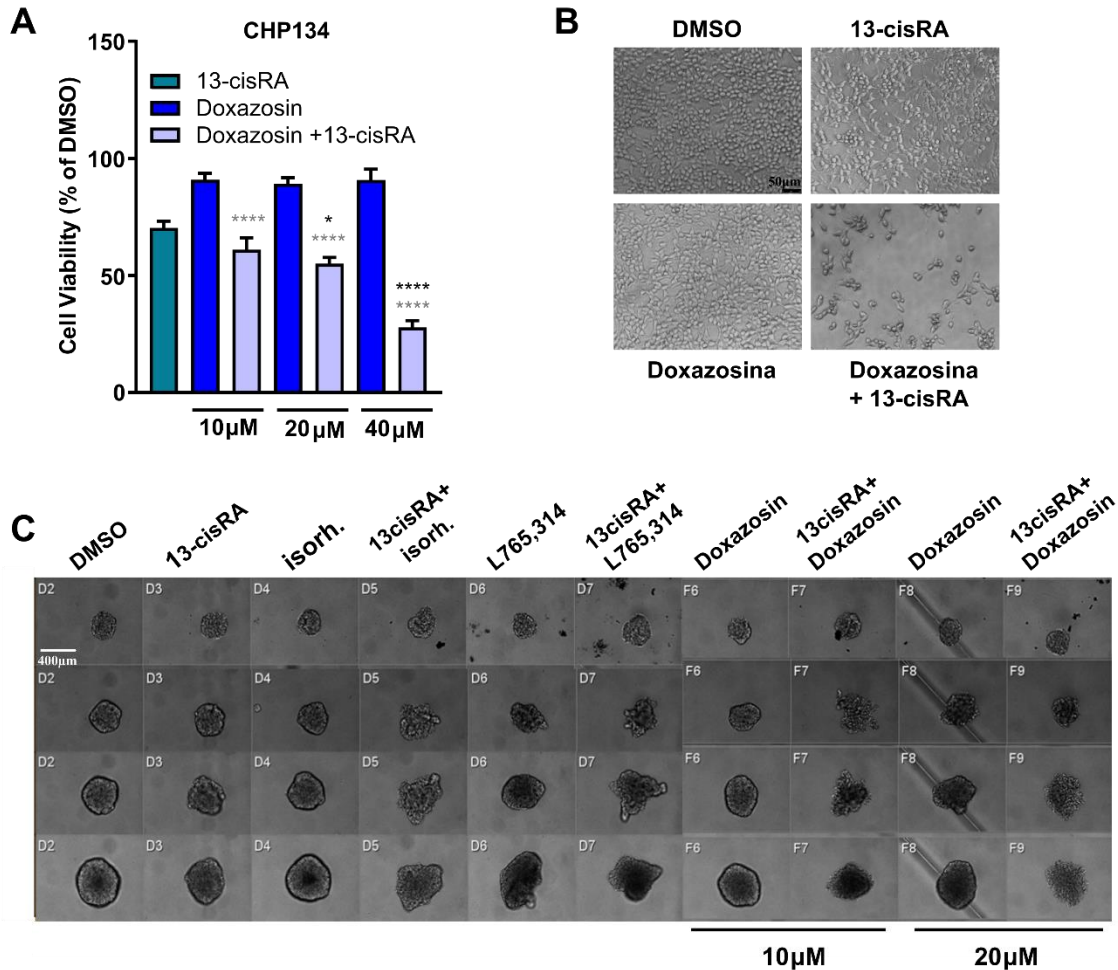 A
CHP134
150
100
50
0
Cell Viability (% of DMSO)
13-cisRA
Doxazosin
Doxazosin +13-cisRA
****
*
****
****
****
10µM
20µM
40µM
B
DMSO
13-cisRA
50µm
Doxazosina
Doxazosina
+ 13-cisRA
C
DMSO
13-cisRA
isorh.
13cisRA+
isorh.
L765,314
13cisRA+
L765,314
Doxazosin
13cisRA+
Doxazosin
Doxazosin
13cisRA+
Doxazosin
D2 D3 D4 D5 D6 D7 F6 F7 F8 F9
400µm
D2 D3 D4 D5 D6 D7 F6 F7 F8 F9
D2 D3 D4 D5 D6 D7 F6 F7 F8 F9
D2 D3 D4 D5 D6 D7 F6 F7 F8 F9
10µM
20µM